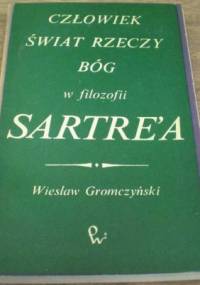 CZŁOWIEK
ŚWIAT RZECZY
BÓG
w filozofii
SARTRE'A
Wiesław Gromczyński